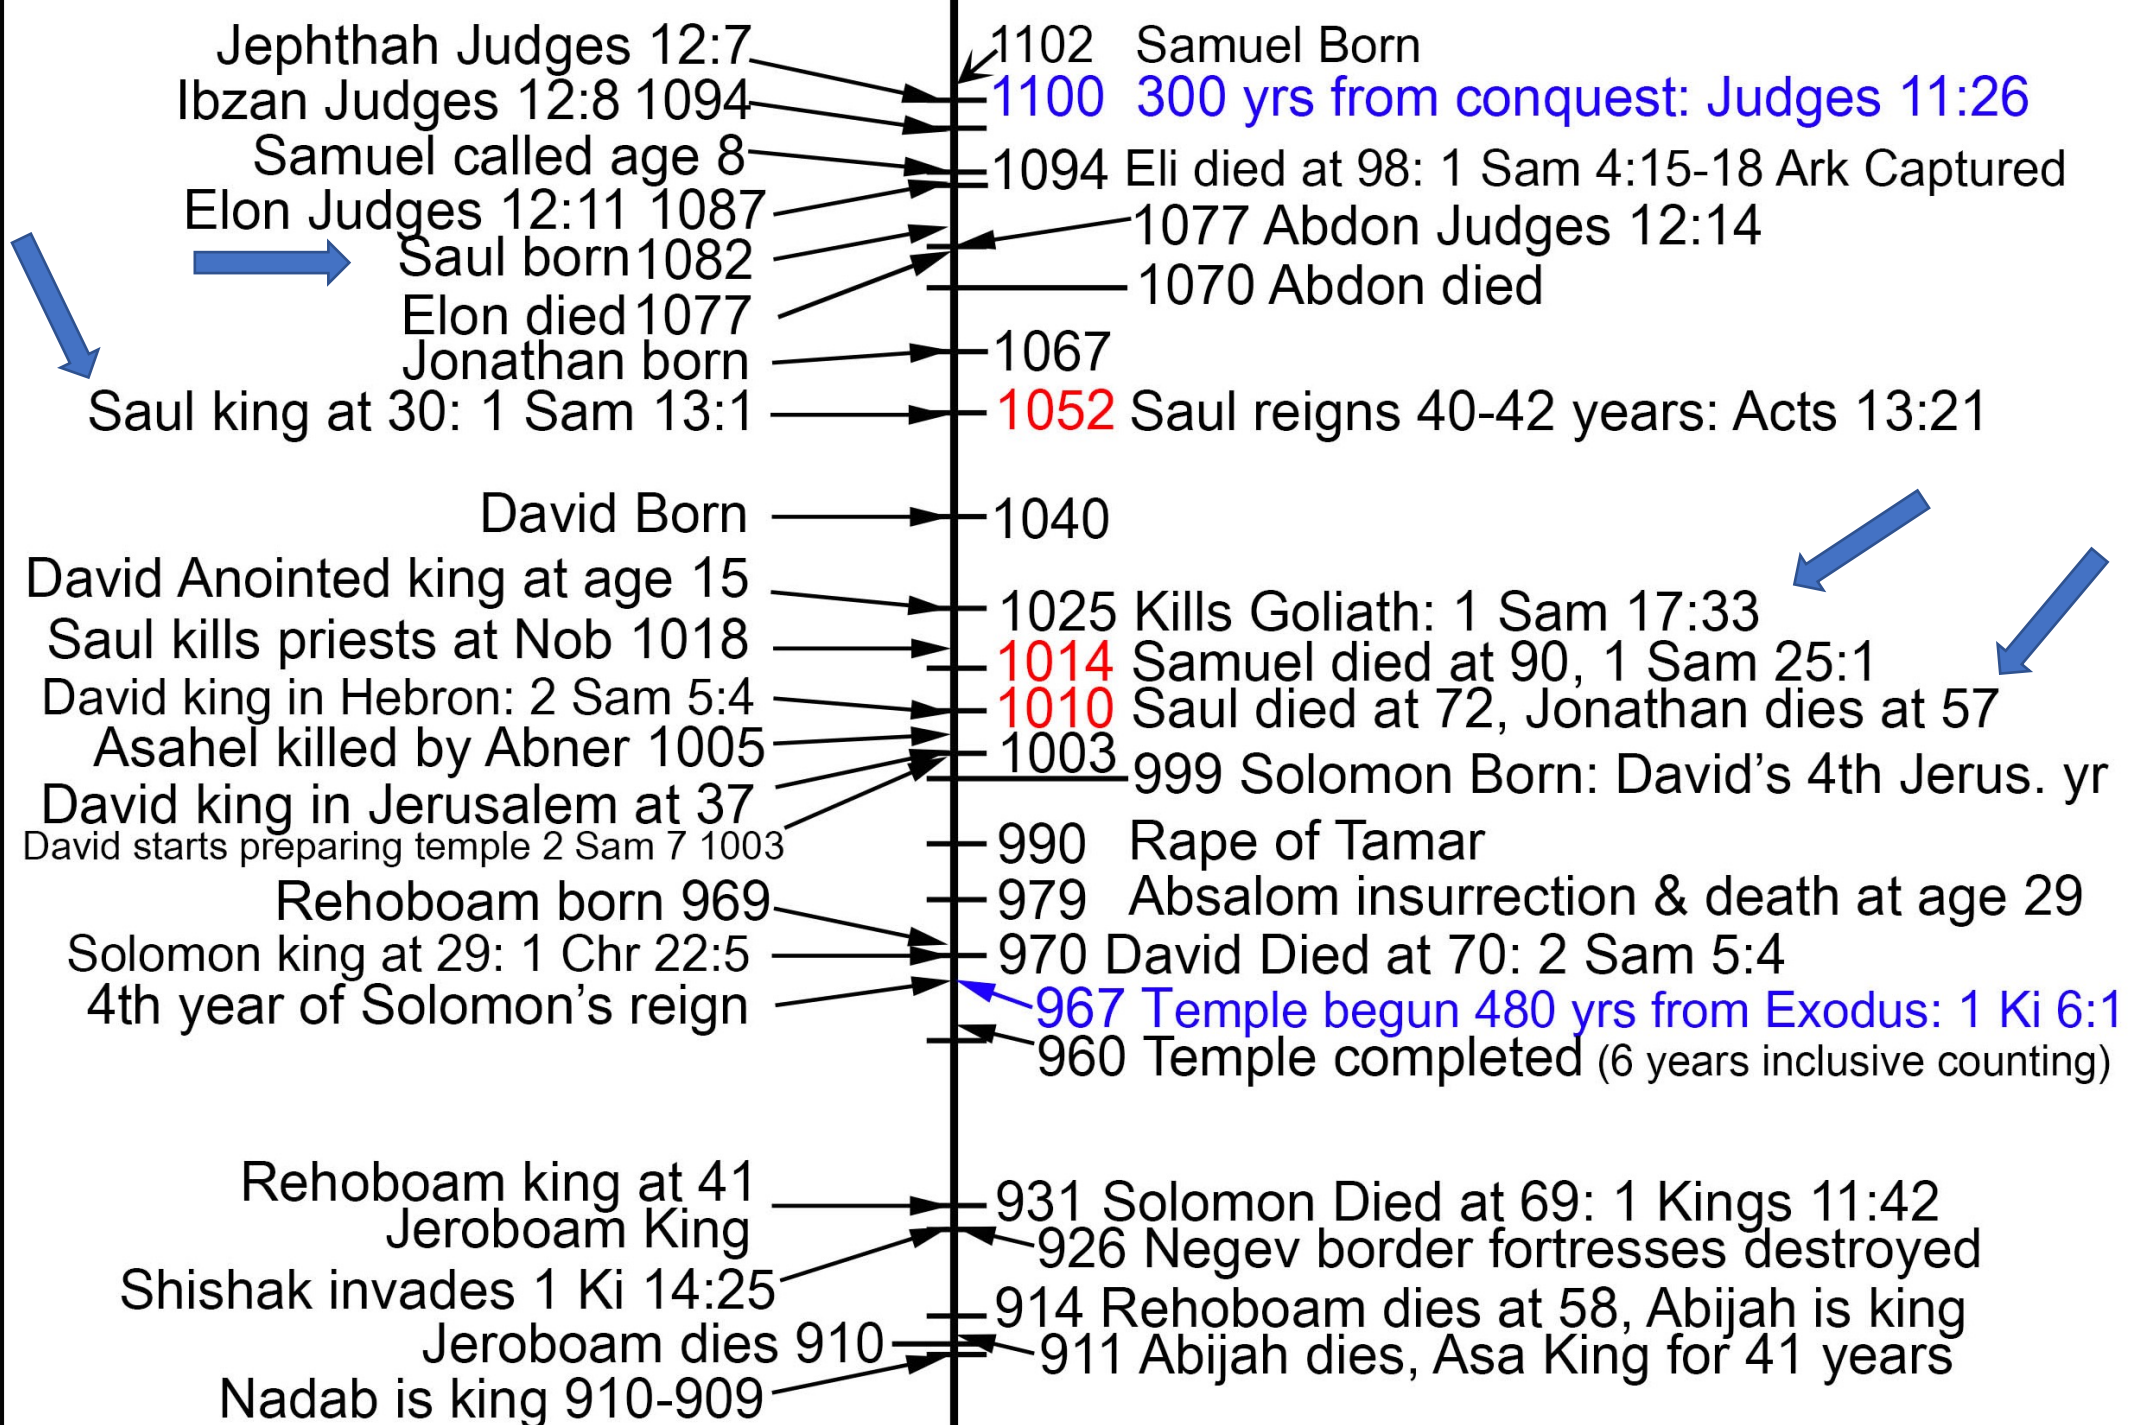 Jephthah Judges 12:7
1102 Samuel Born
Ibzan Judges 12:8 1094
1100 300 yrs from conquest: Judges 11:26
Samuel called age 8
1094 Eli died at 98: 1 Sam 4:15-18 Ark Captured
Elon Judges 12:11 1087
1077 Abdon Judges 12:14
Saul born 1082
1070 Abdon died
Elon died 1077
Jonathan born
1067
Saul king at 30: 1 Sam 13:1
1052 Saul reigns 40-42 years: Acts 13:21
David Born
1040
David Anointed king at age 15
1025 Kills Goliath: 1 Sam 17:33
Saul kills priests at Nob 1018
1014 Samuel died at 90, 1 Sam 25:1
David king in Hebron: 2 Sam 5:4
1010 Saul died at 72, Jonathan dies at 57
Asahel killed by Abner 1005
1003
999 Solomon Born: David’s 4th Jerus. yr
David king in Jerusalem at 37
David starts preparing temple 2 Sam 7 1003
990 Rape of Tamar
Rehoboam born 969
979 Absalom insurrection & death at age 29
Solomon king at 29: 1 Chr 22:5
970 David Died at 70: 2 Sam 5:4
4th year of Solomon’s reign
967 Temple begun 480 yrs from Exodus: 1 Ki 6:1
960 Temple completed (6 years inclusive counting)
Rehoboam king at 41
931 Solomon Died at 69: 1 Kings 11:42
Jeroboam King
926 Negev border fortresses destroyed
Shishak invades 1 Ki 14:25
914 Rehoboam dies at 58, Abijah is king
Jeroboam dies 910
911 Abijah dies, Asa King for 41 years
Nadab is king 910-909